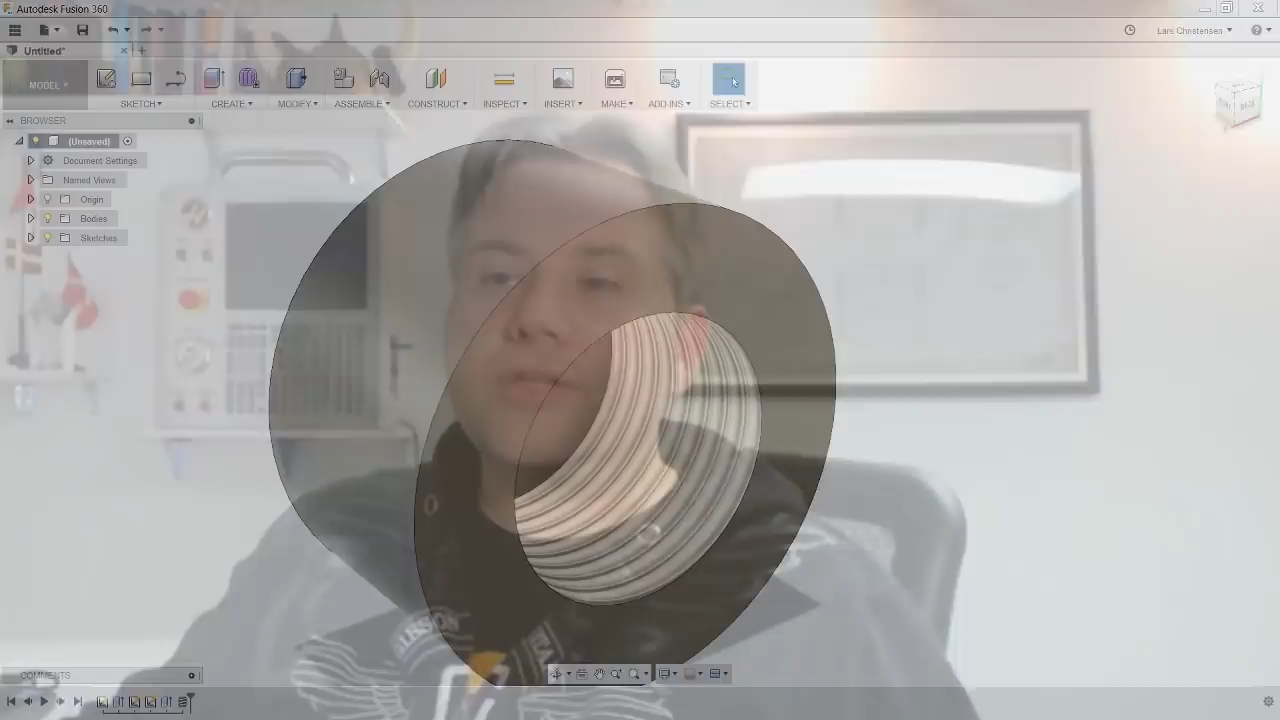 Autodesk Fusion 360
Untitled*
Lars Christensen
MODEL
SKETCH
CREATE
MODIFY
ASSEMBLE
CONSTRUCT
INSPECT
INSERT
MAKE
ADD-INS
SELECT
BROWSER
(Unsaved)
Document Settings
Named Views
Origin
Bodies
Sketches
BACK
COMMENTS